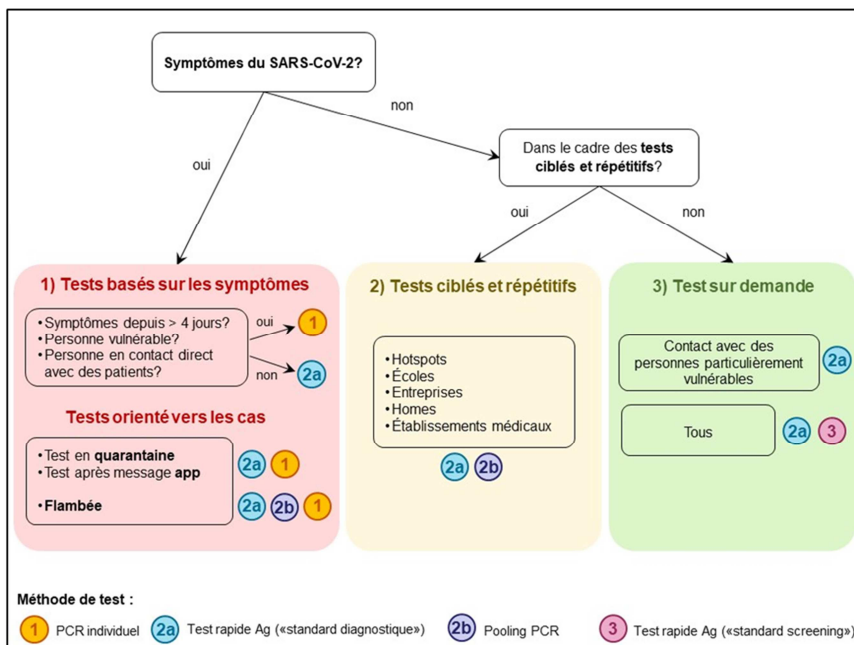 Symptômes du SARS-CoV-2?
non
oui
Dans le cadre des tests
ciblés et répétitifs?
oui
non
1) Tests basés sur les symptômes
•Symptômes depuis > 4 jours?
•Personne vulnérable?
•Personne en contact direct
avec des patients?
oui
1
non
2a
Tests orienté vers les cas
•Test en quarantaine
•Test après message app
2a 1
•Flambée
2a 2b 1
2) Tests ciblés et répétitifs
•Hotspots
•Écoles
•Entreprises
•Homes
•Établissements médicaux
2a 2b
3) Test sur demande
Contact avec des
personnes particulièrement
vulnérables
2a
Tous
2a 3
Méthode de test :
1 PCR individuel 2a Test rapide Ag («standard diagnostique») 2b Pooling PCR 3 Test rapide Ag («standard screening»)